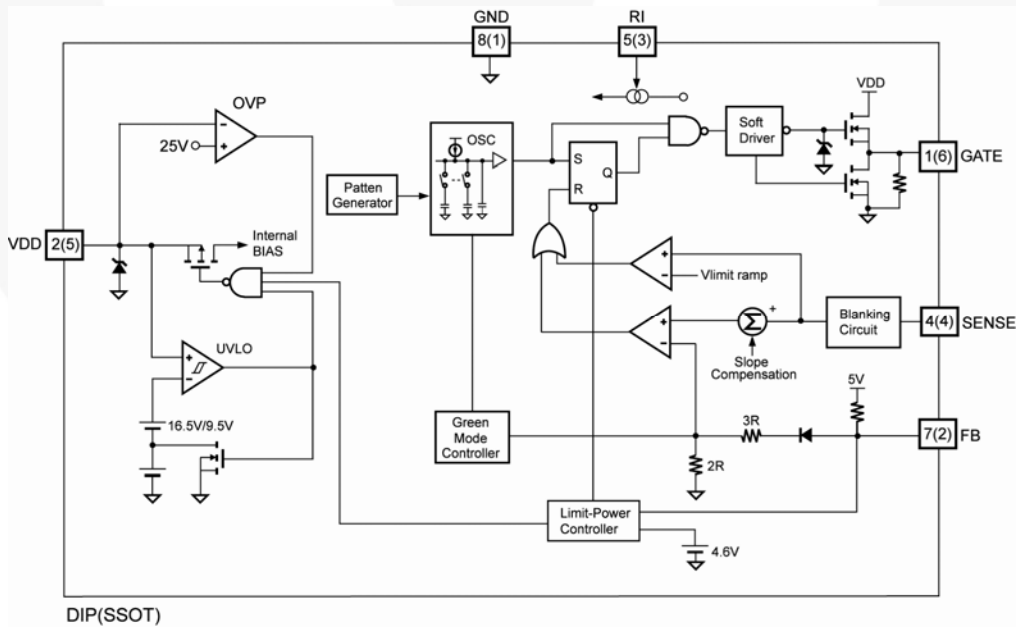 GND
8(1)
RI
5(3)
OVP
25V
VDD
OSC
Soft
Driver
S
Q
R
1(6)
GATE
Patten
Generator
VDD
2(5)
Internal
BIAS
Vlimit ramp
+
-
+
-
+
-
+
Σ
+
-
Blanking
Circuit
4(4)
SENSE
Slope
Compensation
UVLO
16.5V/9.5V
5V
Green
Mode
Controller
3R
7(2)
FB
2R
Limit-Power
Controller
4.6V
DIP(SSOT)